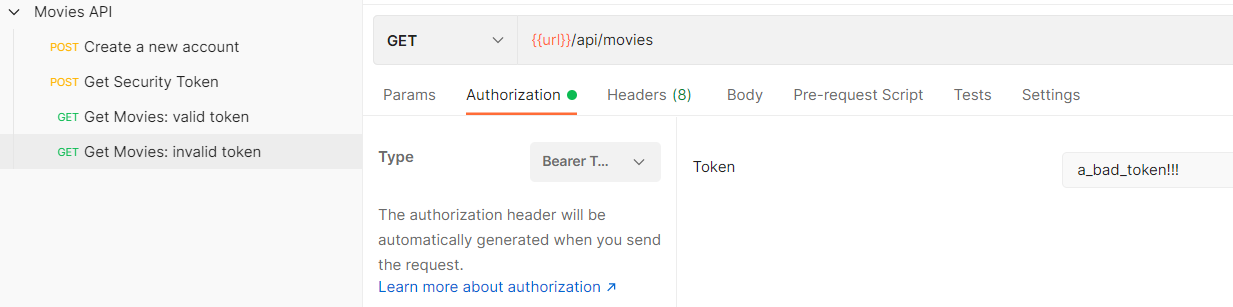 Movies API
POST Create a new account
POST Get Security Token
GET Get Movies: valid token
GET Get Movies: invalid token
GET {{url}}/api/movies
Params Authorization Headers (8) Body Pre-request Script Tests Settings
Type Bearer T...
The authorization header will be
automatically generated when you send
the request.
Learn more about authorization ↗
Token a_bad_token!!!